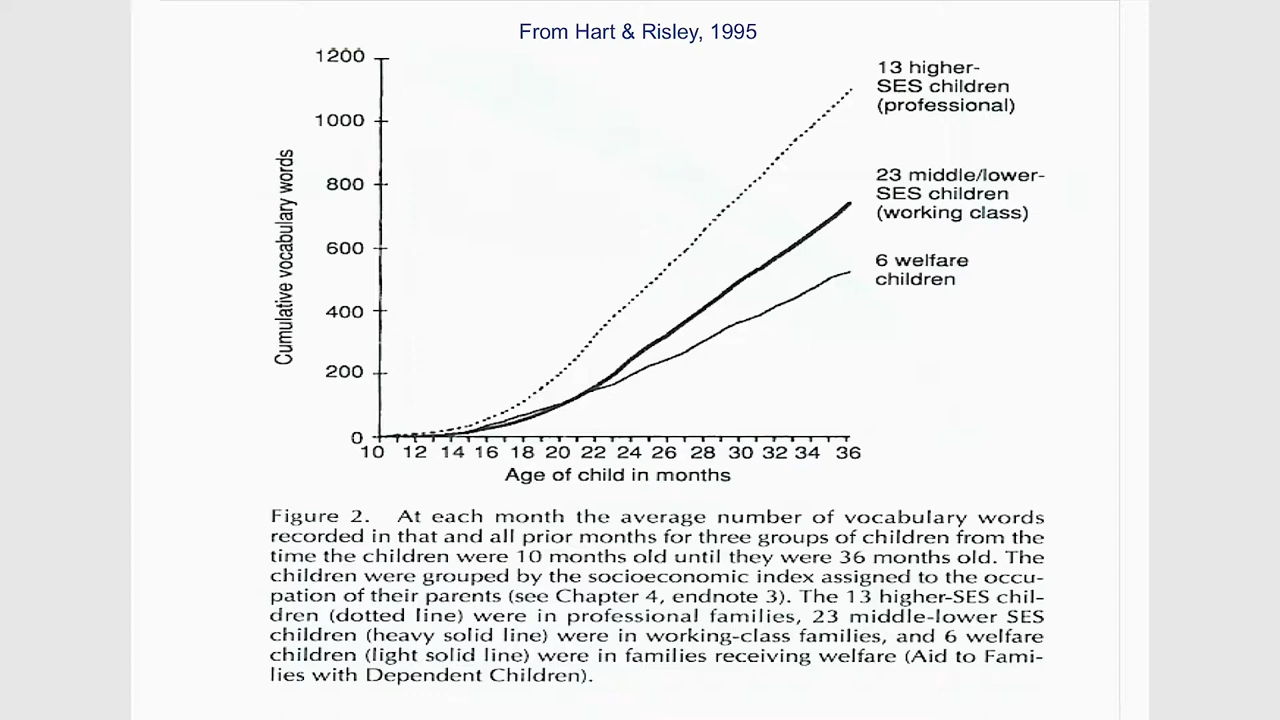 From Hart & Risley, 1995
1200
1000
800
600
400
200
0
Cumulative vocabulary words
10 12 14 16 18 20 22 24 26 28 30 32 34 36
Age of child in months
13 higher-
SES children
(professional)
23 middle/lower-
SES children
(working class)
6 welfare
children
Figure 2. At each month the average number of vocabulary words
recorded in that and all prior months for three groups of children from the
time the children were 10 months old until they were 36 months old. The
children were grouped by the socioeconomic index assigned to the occu-
pation of their parents (see Chapter 4, endnote 3). The 13 higher-SES chil-
dren (dotted line) were in professional families, 23 middle-lower SES
children (heavy solid line) were in working-class families, and 6 welfare
children (light solid line) were in families receiving welfare (Aid to Fami-
lies with Dependent Children).